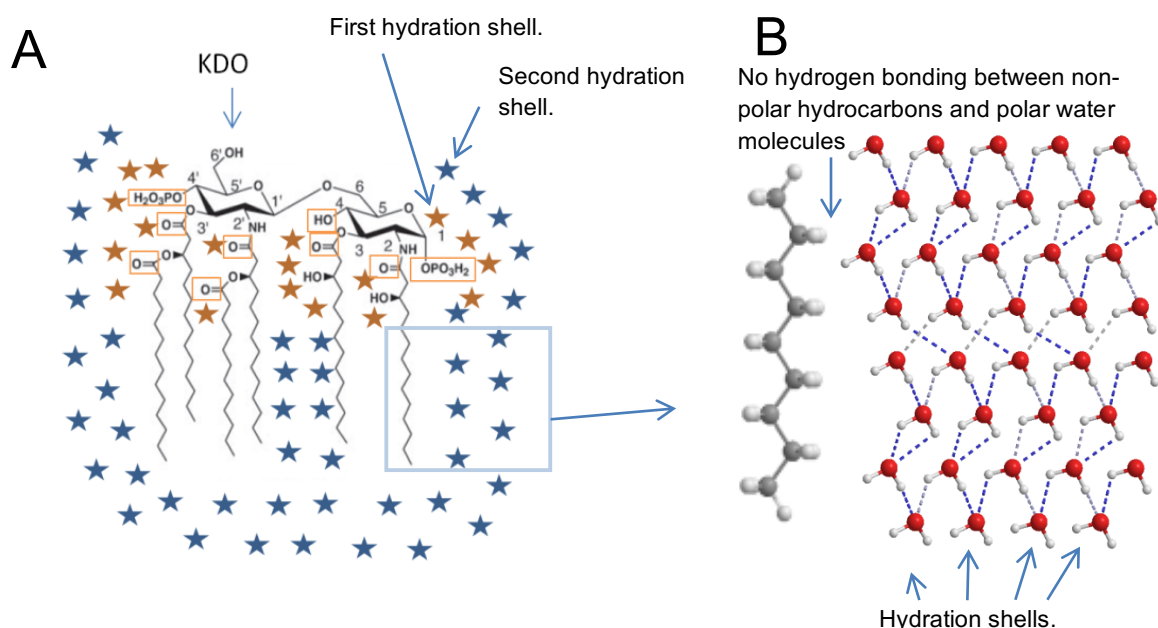 A
First hydration shell.
B
KDO
Second hydration
shell.
No hydrogen bonding between non-
polar hydrocarbons and polar water
molecules
6'
OH
4'
5'
O
H₂O₃PO
1'
O
6
O
3'
2'
NH
4
5
O
HO
O
O
O
O
3
2
NH
1
O
O
O
HO
O
OPO₃H₂
O
O
HO
Hydration shells.